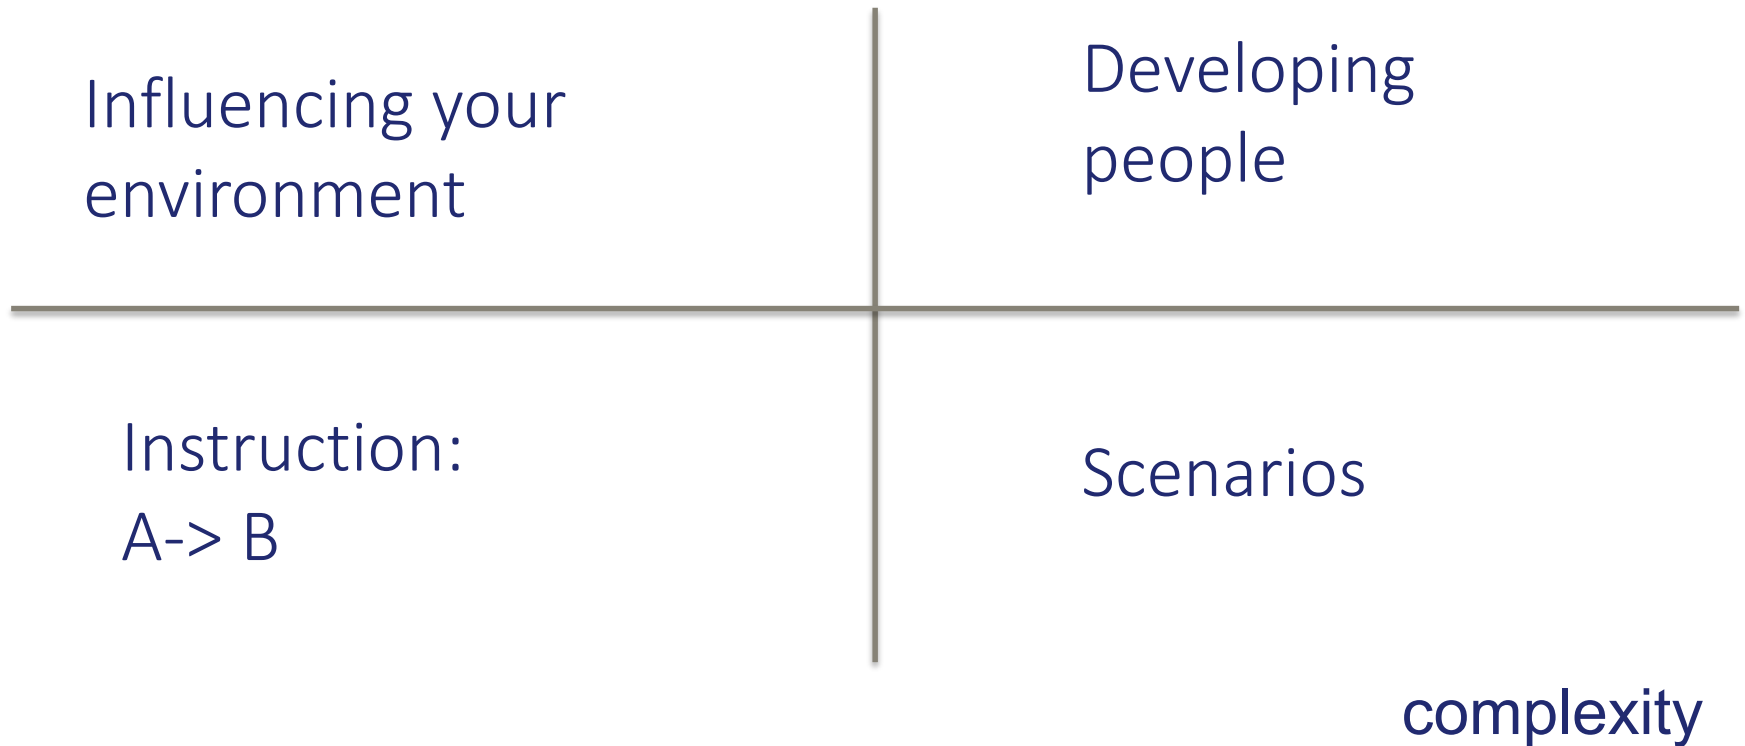 Influencing your
environment
Developing
people
Instruction:
A-> B
Scenarios
complexity